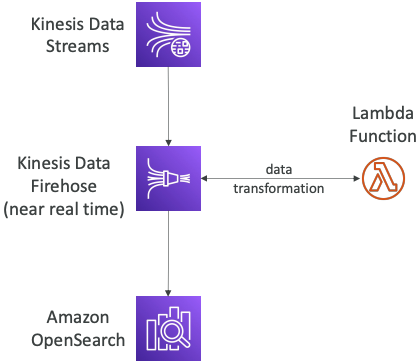 Kinesis Data
Streams
Lambda
Function
Kinesis Data
Firehose
(near real time)
data
transformation
Amazon
OpenSearch